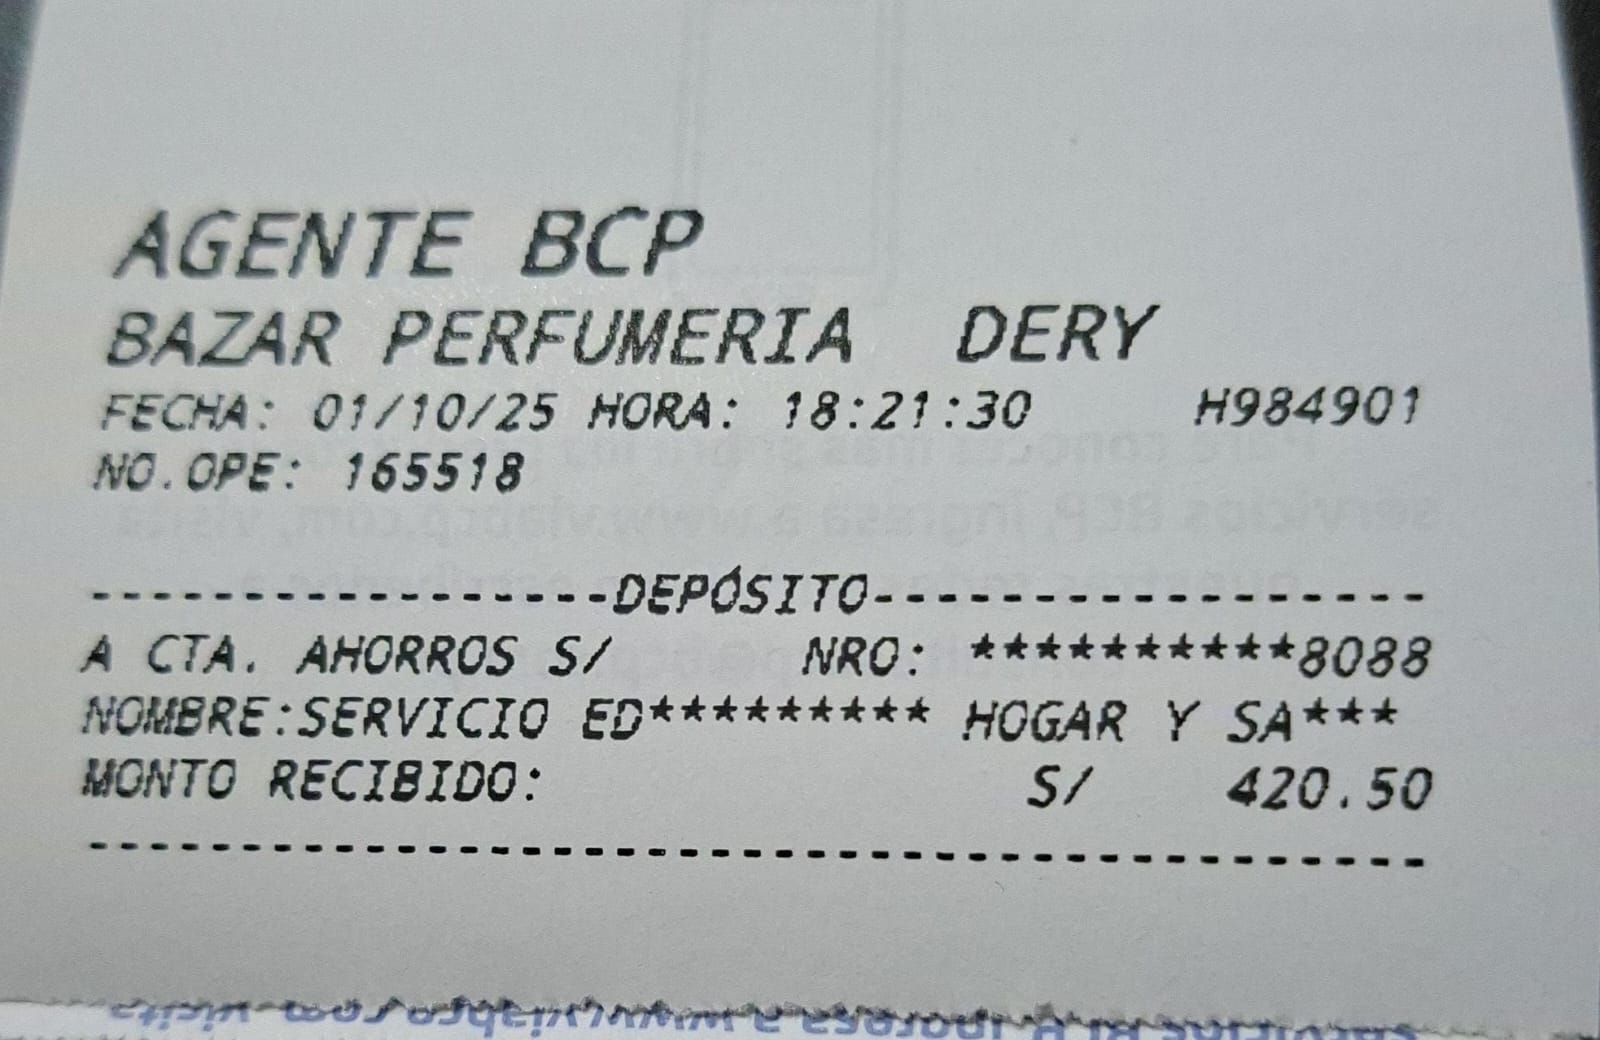 AGENTE BCP
BAZAR PERFUMERIA DERY
FECHA: 01/10/25 HORA: 18:21:30 H984901
NO.OPE: 165518
------------------DEPÓSITO------------------
A CTA. AHORROS S/ NRO: **********8088
NOMBRE:SERVICIO ED********* HOGAR Y SA***
MONTO RECIBIDO: S/ 420.50
--------------------------------------------